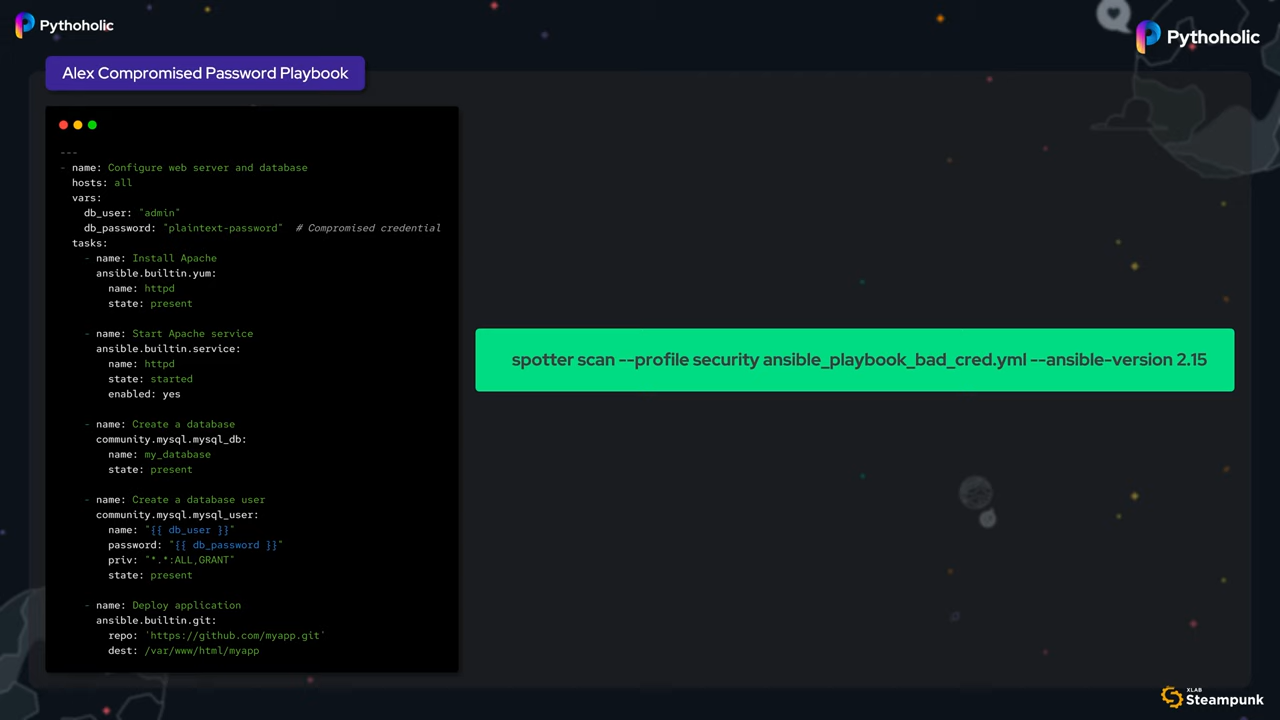 Pythoholic
Pythoholic
Alex Compromised Password Playbook
---
- name: Configure web server and database
  hosts: all
  vars:
    db_user: "admin"
    db_password: "plaintext-password"  # Compromised credential
  tasks:
    - name: Install Apache
      ansible.builtin.yum:
        name: httpd
        state: present
    - name: Start Apache service
      ansible.builtin.service:
        name: httpd
        state: started
        enabled: yes
    - name: Create a database
      community.mysql.mysql_db:
        name: my_database
        state: present
    - name: Create a database user
      community.mysql.mysql_user:
        name: "{{ db_user }}"
        password: "{{ db_password }}"
        priv: "*.*:ALL,GRANT"
        state: present
    - name: Deploy application
      ansible.builtin.git:
        repo: 'https://github.com/myapp.git'
        dest: /var/www/html/myapp
spotter scan --profile security ansible_playbook_bad_cred.yml --ansible-version 2.15
XLAB
Steampunk